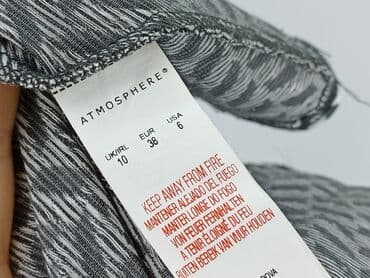 ATMOSPHERE®
UK/IRL EUR USA
10 38 6
KEEP AWAY FROM FIRE
MANTENER ALEJADO DEL FUEGO
MANTER LONGE DO FOGO
VON FEUER FERNHALTEN
A TENIR ÉLOIGNÉ DU FEU
BUITEN BEREIK VAN VUUR HOUDEN